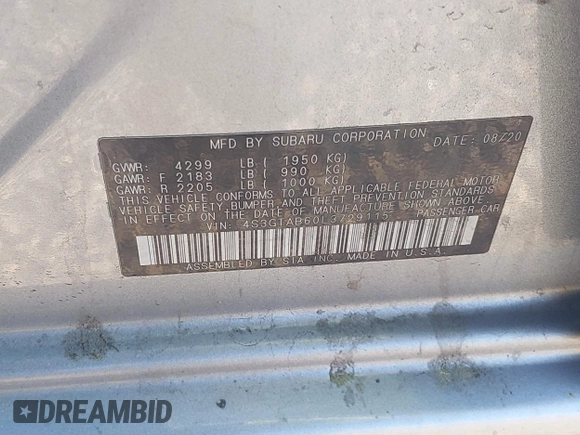 MFD BY SUBARU CORPORATION DATE: 08/20
GVWR: 4299 LB ( 1950 KG)
GAWR: F 2183 LB ( 990 KG)
GAWR: R 2205 LB ( 1000 KG)
THIS VEHICLE CONFORMS TO ALL APPLICABLE FEDERAL MOTOR
VEHICLE SAFETY, BUMPER AND THEFT PREVENTION STANDARDS
IN EFFECT ON THE DATE OF MANUFACTURE SHOWN ABOVE.
VIN: 4S3GTAB60L3729115 PASSENGER CAR
ASSEMBLED BY SIA INC. MADE IN U.S.A.
DREAMBID